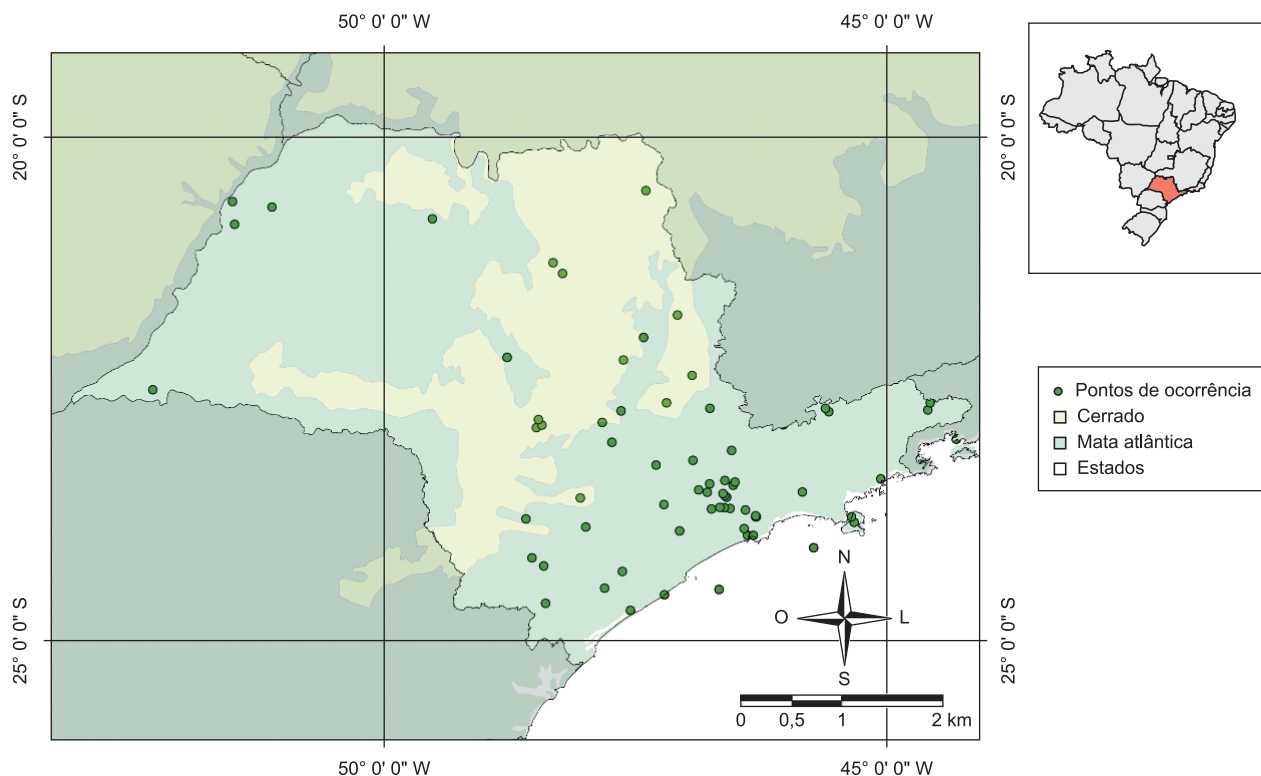 50° 0' 0" W
45° 0' 0" W
20° 0' 0" S
20° 0' 0" S
Pontos de ocorrência
Cerrado
Mata atlântica
Estados
N
O
L
S
25° 0' 0" S
25° 0' 0" S
0 0,5 1 2 km
50° 0' 0" W
45° 0' 0" W